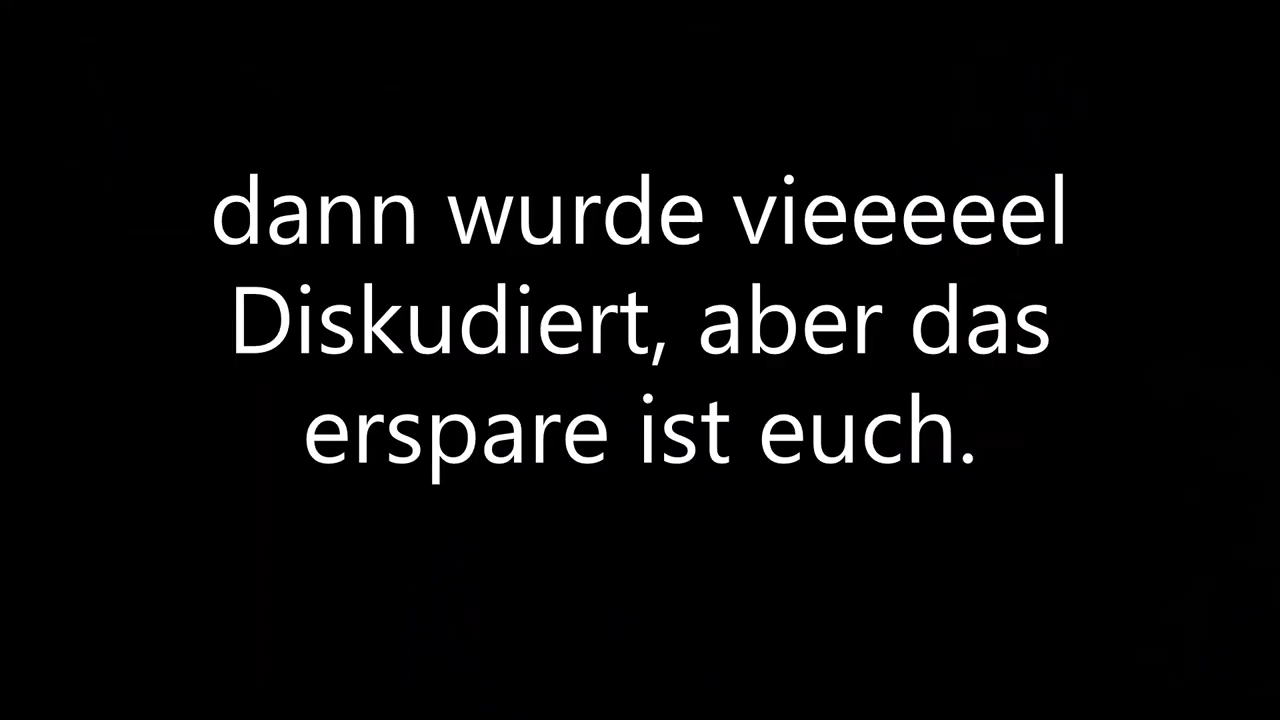 dann wurde vieeeeel
Diskudiert, aber das
erspare ist euch.